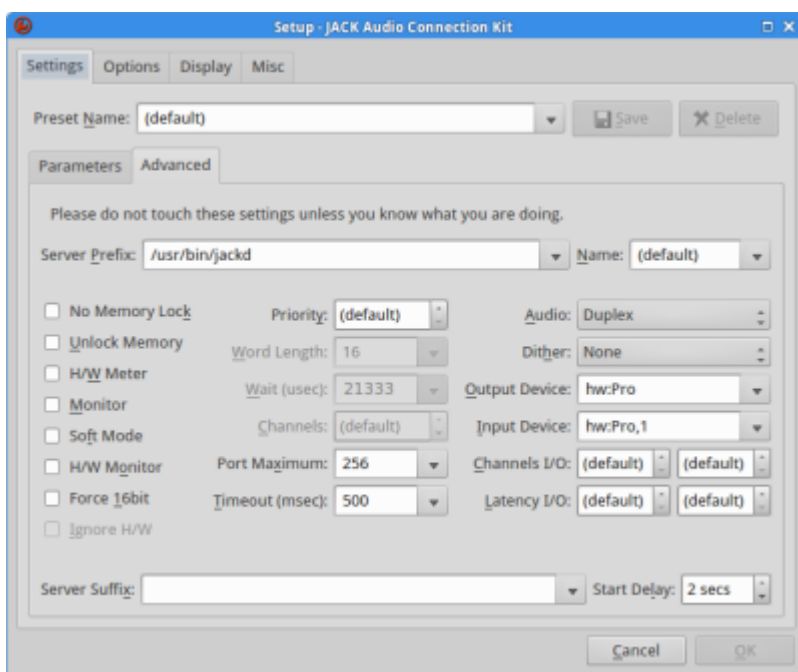 Setup - JACK Audio Connection Kit
Settings Options Display Misc
Preset Name: (default) Save Delete
Parameters Advanced
Please do not touch these settings unless you know what you are doing.
Server Prefix: /usr/bin/jackd Name: (default)
No Memory Lock Priority: (default) Audio: Duplex
Unlock Memory Word Length: 16 Dither: None
H/W Meter Wait (usec): 21333 Output Device: hw:Pro
Monitor Channels: (default) Input Device: hw:Pro,1
Soft Mode
H/W Monitor Port Maximum: 256 Channels I/O: (default) (default)
Force 16bit Timeout (msec): 500 Latency I/O: (default) (default)
Ignore H/W
Server Suffix: Start Delay: 2 secs
Cancel OK